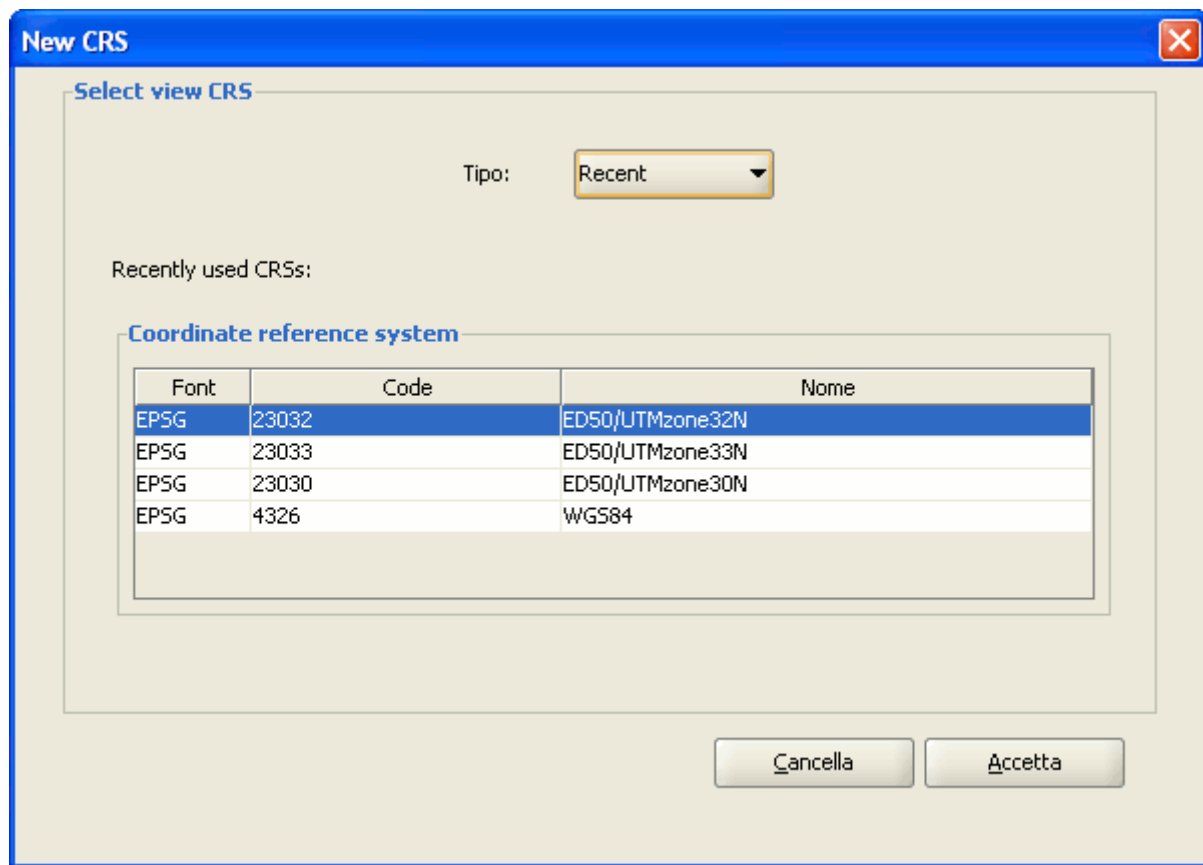 New CRS
Select view CRS
Tipo: Recent
Recently used CRSs:
Coordinate reference system
Font Code Nome
EPSG 23032 ED50/UTMzone32N
EPSG 23033 ED50/UTMzone33N
EPSG 23030 ED50/UTMzone30N
EPSG 4326 WGS84
Cancella Accetta